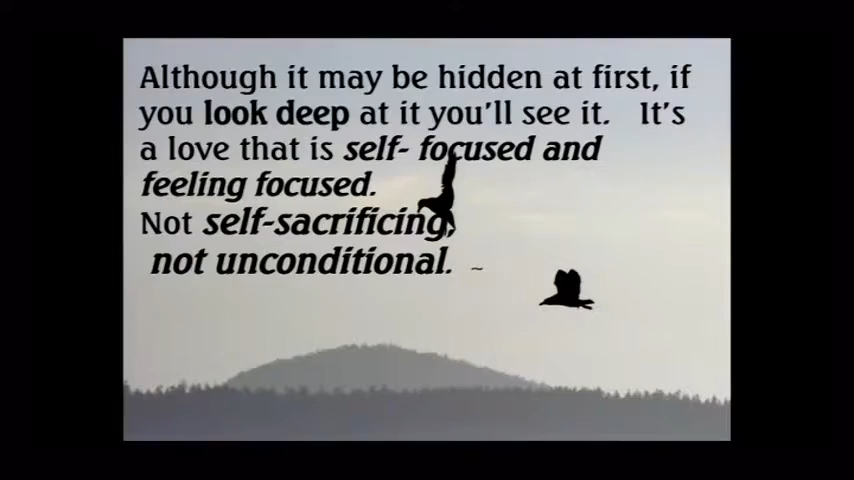 Although it may be hidden at first, if
you look deep at it you'll see it. It's
a love that is self- focused and
feeling focused.
Not self-sacrificing,
not unconditional. ~